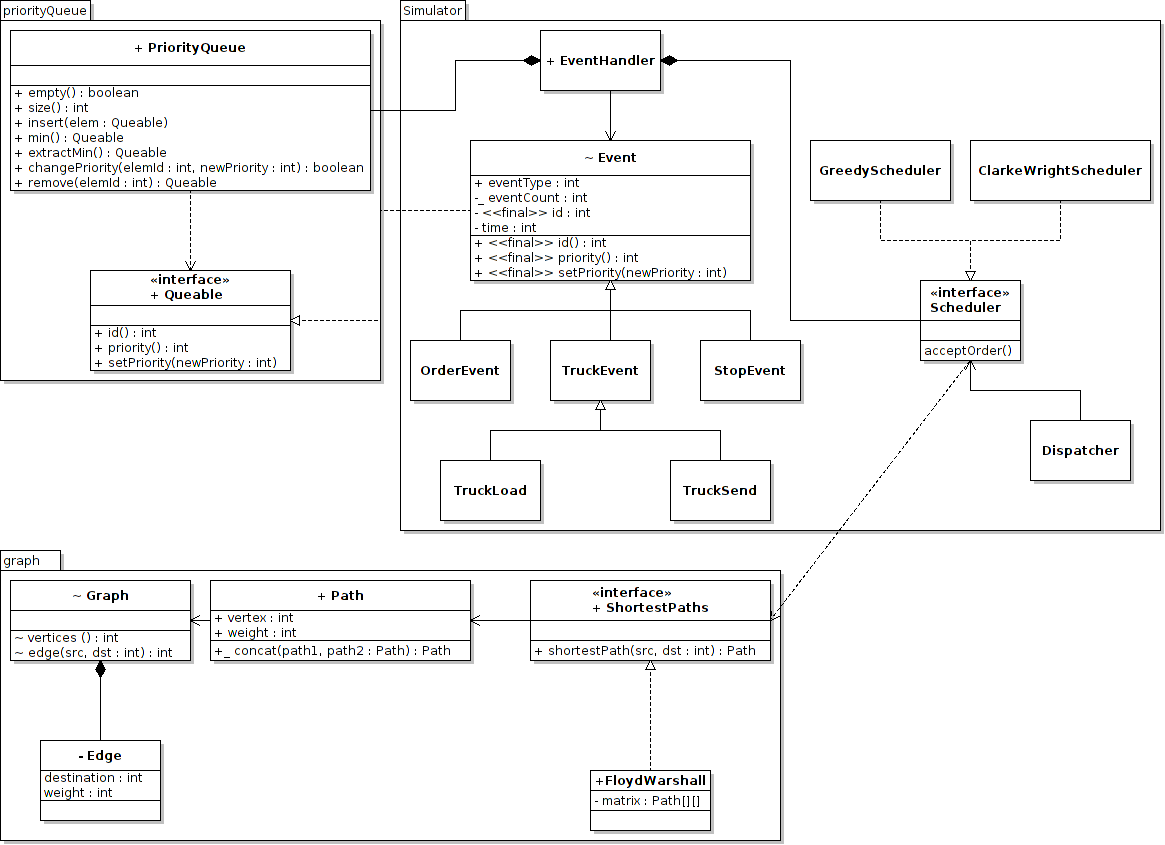 priorityQueue
+ PriorityQueue
+ empty() : boolean
+ size() : int
+ insert(elem : Queable)
+ min() : Queable
+ extractMin() : Queable
+ changePriority(elemId : int, newPriority : int) : boolean
+ remove(elemId : int) : Queable
«interface»
+ Queable
+ id() : int
+ priority() : int
+ setPriority(newPriority : int)
Simulator
+ EventHandler
~ Event
+ eventType : int
-_ eventCount : int
- <<final>> id : int
- time : int
+ <<final>> id() : int
+ <<final>> priority() : int
+ <<final>> setPriority(newPriority : int)
GreedyScheduler
ClarkeWrightScheduler
«interface»
Scheduler
acceptOrder()
OrderEvent
TruckEvent
StopEvent
Dispatcher
TruckLoad
TruckSend
graph
~ Graph
~ vertices () : int
~ edge(src, dst : int) : int
+ Path
+ vertex : int
+ weight : int
+_ concat(path1, path2 : Path) : Path
«interface»
+ ShortestPaths
+ shortestPath(src, dst : int) : Path
- Edge
destination : int
weight : int
+FloydWarshall
- matrix : Path[][]